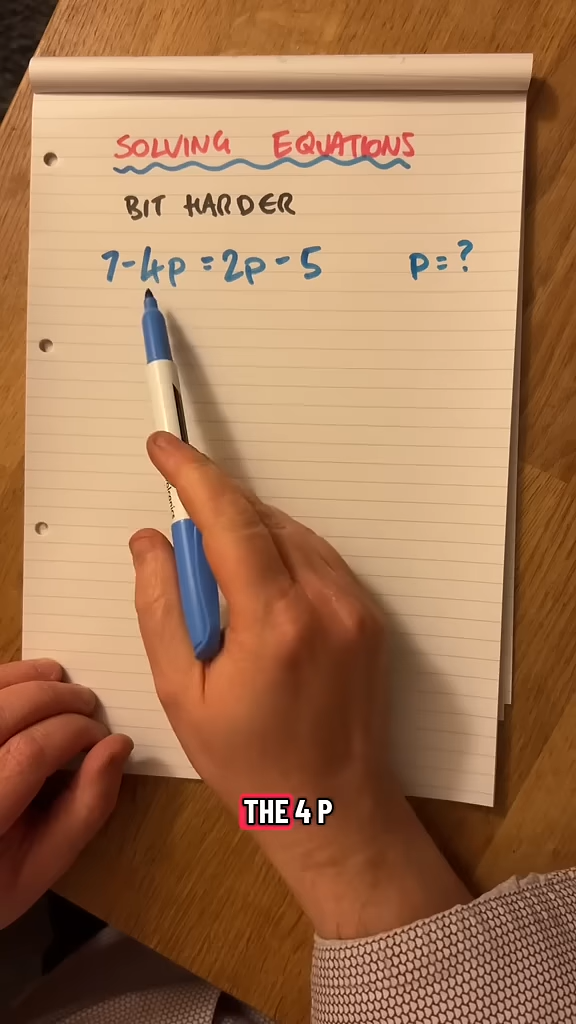 SOLVING EQUATIONS
BIT HARDER
7-4p=2p-5 p=?
THE 4 P